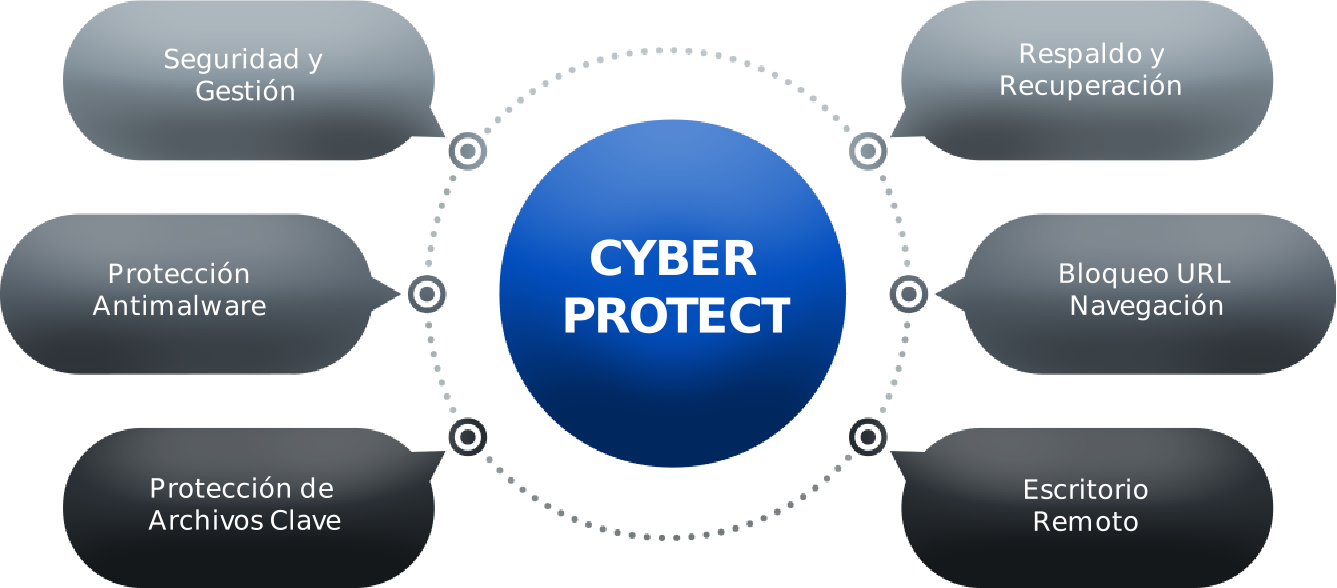 Seguridad y
Gestión
Respaldo y
Recuperación
CYBER
PROTECT
Protección
Antimalware
Bloqueo URL
Navegación
Protección de
Archivos Clave
Escritorio
Remoto